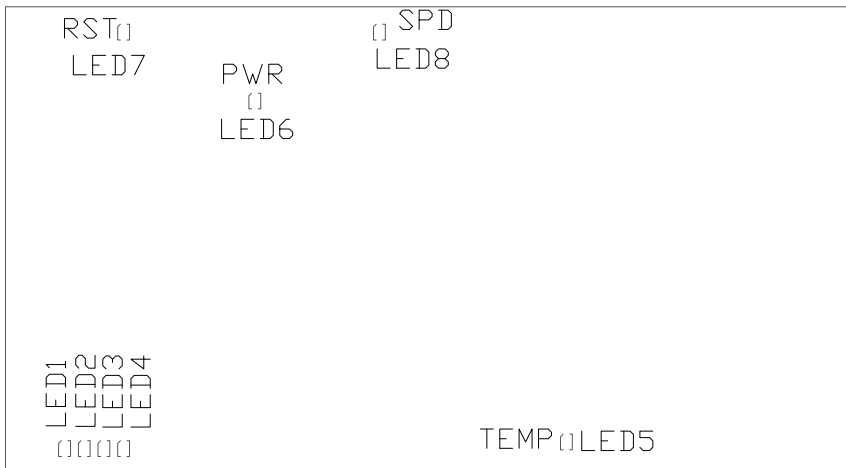 RST
SPD
LED7
LED8
PWR
LED6
LED1
LED2
LED3
LED4
TEMP LED5